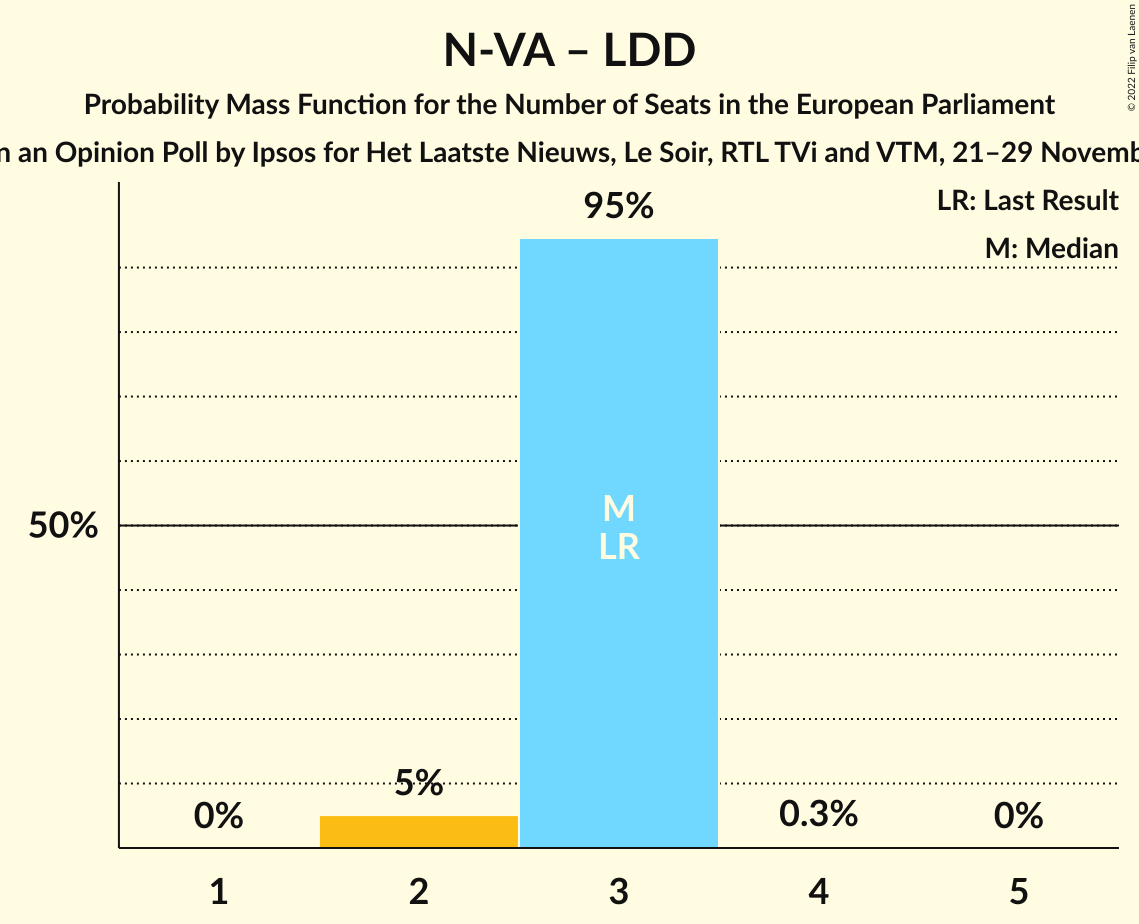 N-VA – LDD
Probability Mass Function for the Number of Seats in the European Parliament
an Opinion Poll by Ipsos for Het Laatste Nieuws, Le Soir, RTL TVi and VTM, 21–29
© 2022 Filip van Laenen
LR: Last Result
M: Median
95%
50%
M
LR
5%
0%
0.3%
0%
1 2 3 4 5